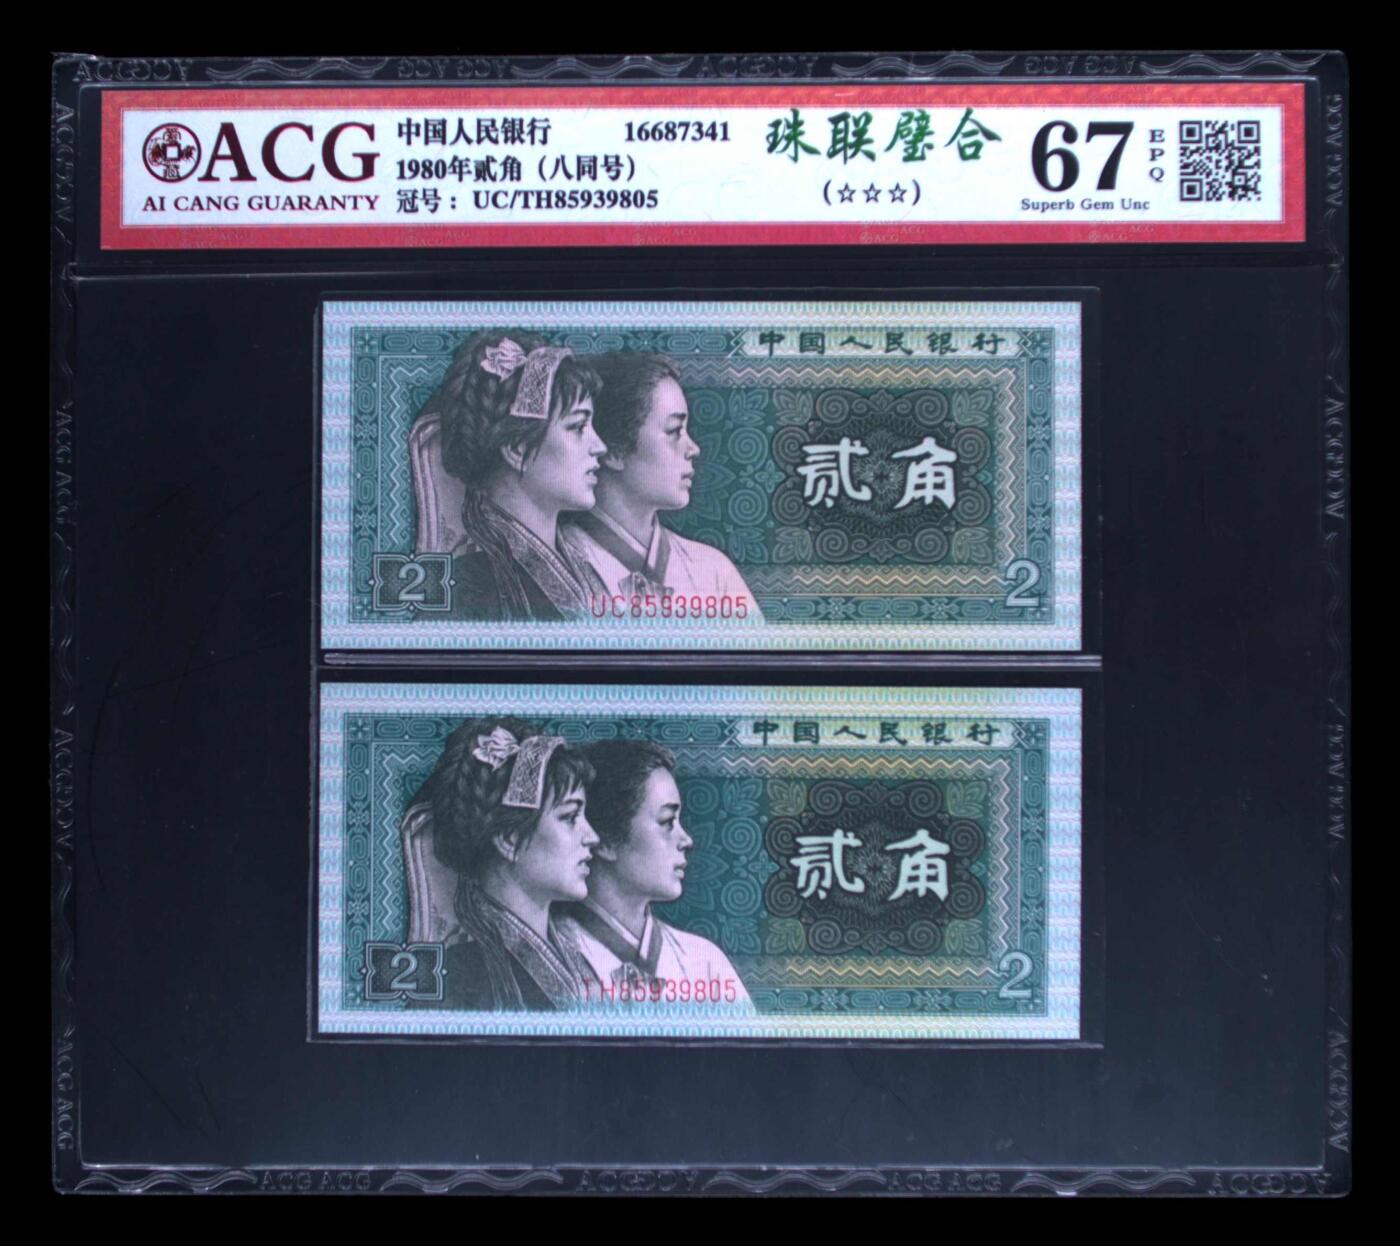 ACG
AI CANG GUARANTY
中国人民银行 16687341
1980年贰角（八同号）
冠号：UC/TH85939805
珠联璧合
(☆☆☆)
67
EPQ
Superb Gem Unc
中国人民银行
贰角
2
2
UC85939805
中国人民银行
贰角
2
2
TH85939805